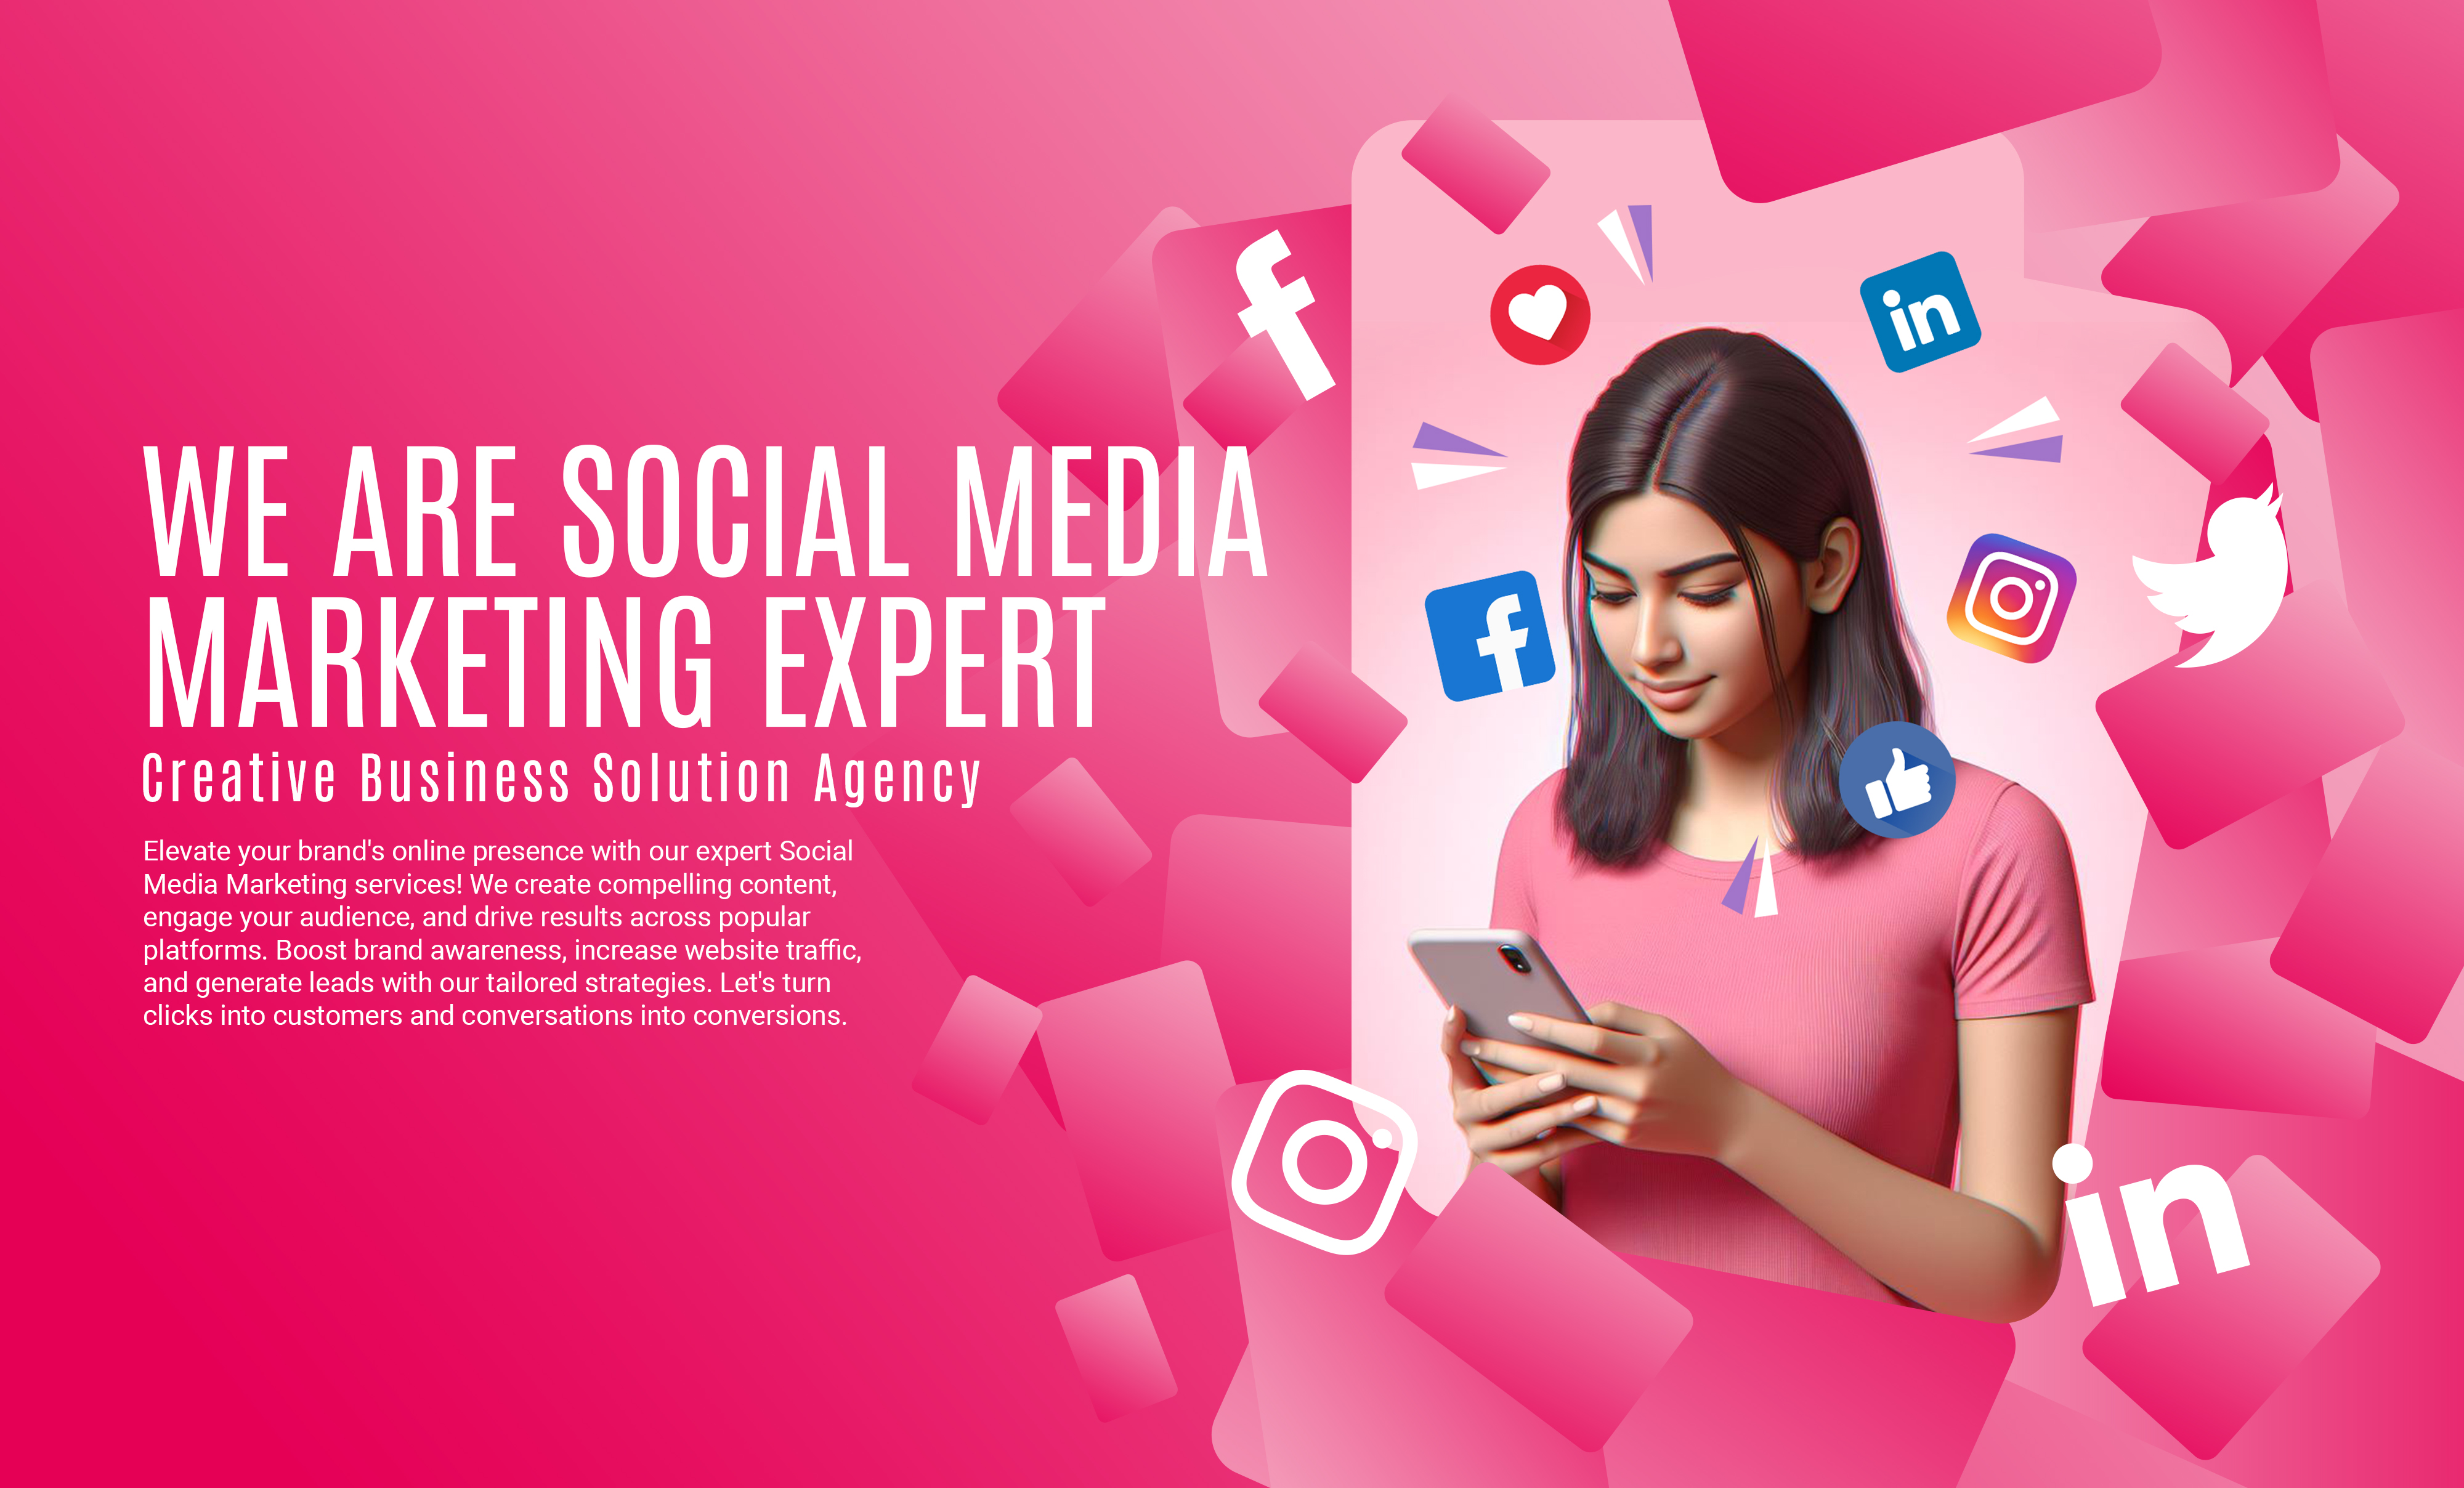 WE ARE SOCIAL MEDIA
MARKETING EXPERT
Creative Business Solution Agency
Elevate your brand's online presence with our expert Social
Media Marketing services! We create compelling content,
engage your audience, and drive results across popular
platforms. Boost brand awareness, increase website traffic,
and generate leads with our tailored strategies. Let's turn
clicks into customers and conversations into conversions.
f
in
f
in